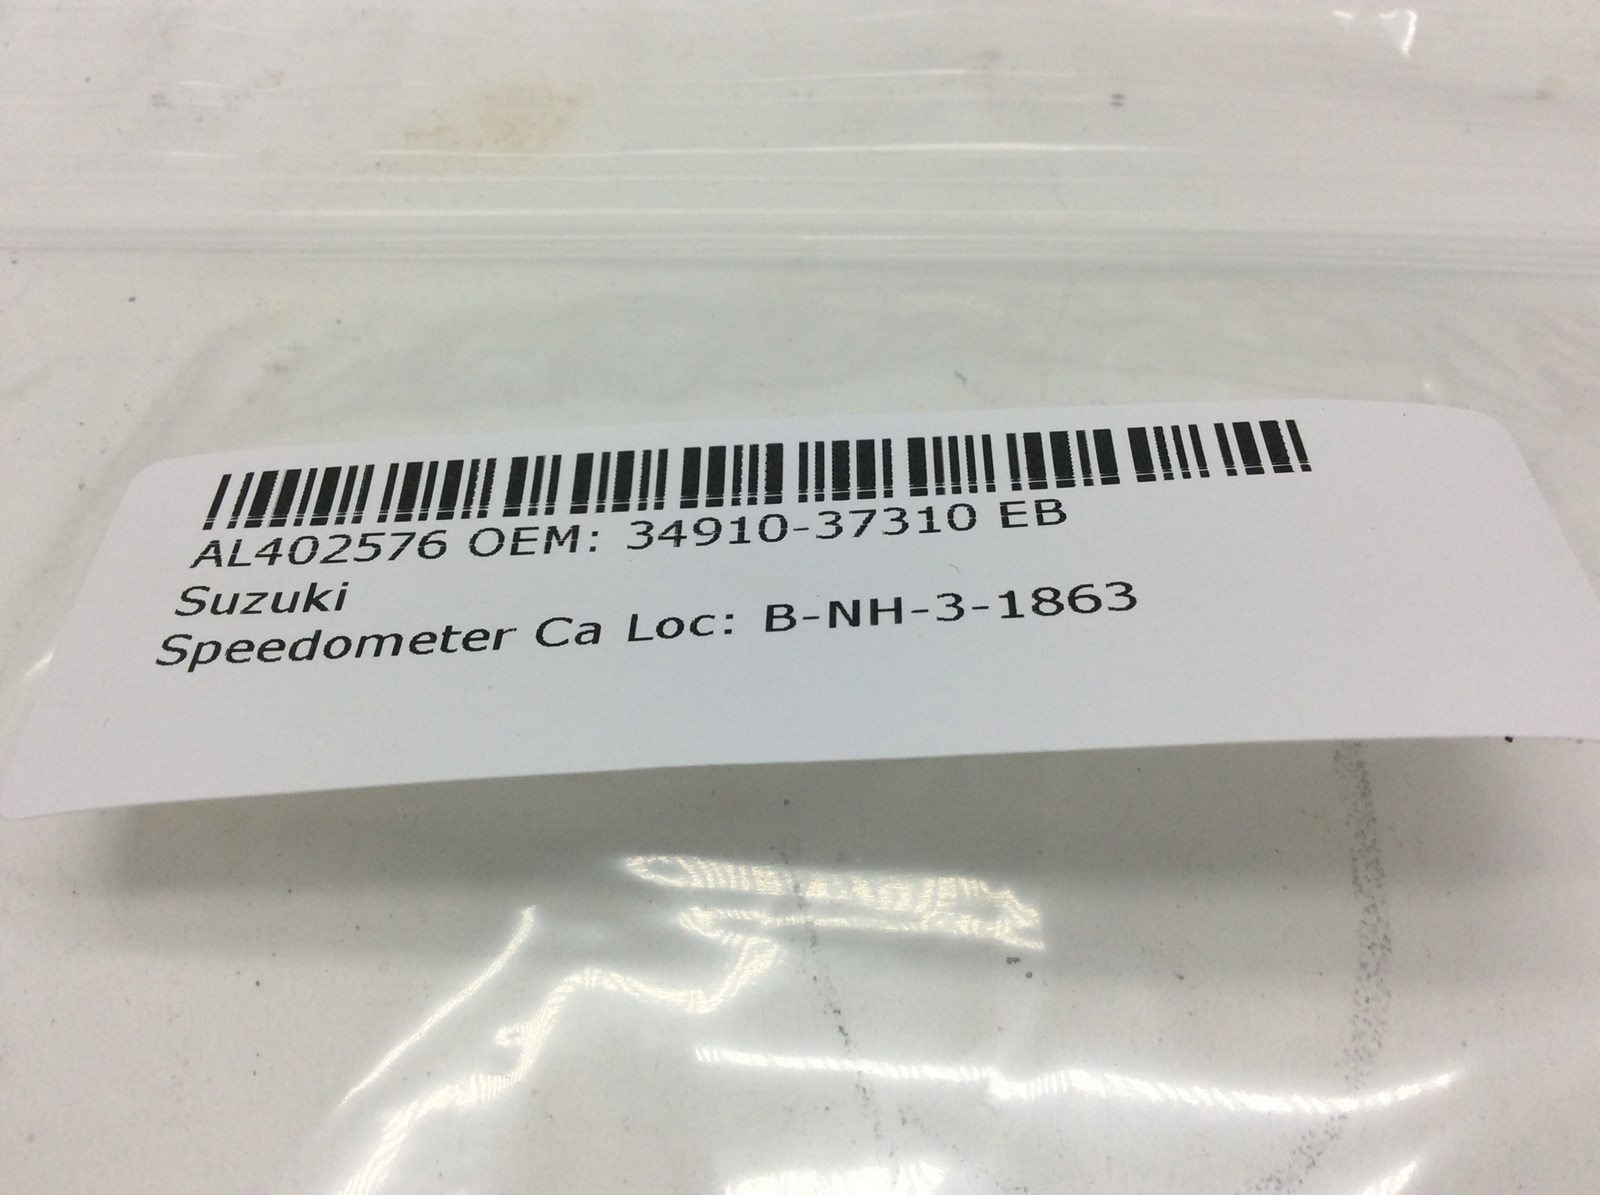 AL402576 OEM: 34910-37310 EB
Suzuki
Speedometer Ca Loc: B-NH-3-1863